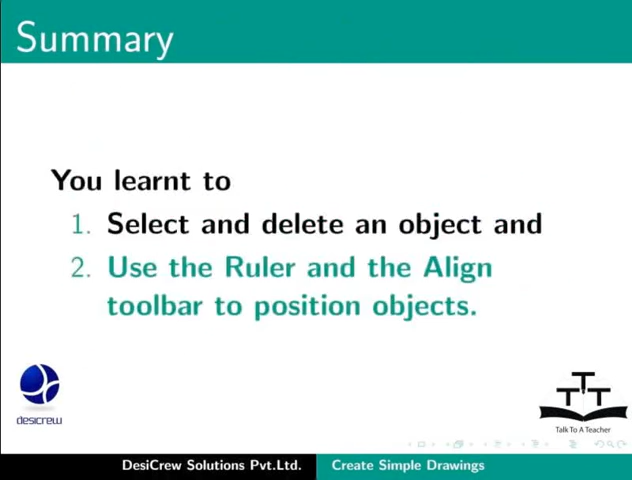 Summary
You learnt to
1. Select and delete an object and
2. Use the Ruler and the Align
toolbar to position objects.
desicrew
T T T
Talk To A Teacher
DesiCrew Solutions Pvt.Ltd. Create Simple Drawings